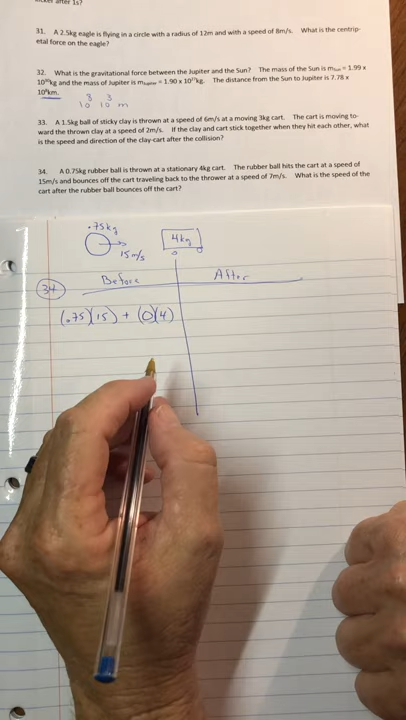 after 1s?
31. A 2.5kg eagle is flying in a circle with a radius of 12m and with a speed of 8m/s. What is the centrip-
etal force on the eagle?
32. What is the gravitational force between the Jupiter and the Sun? The mass of the Sun is m = 1.99 x
10³⁰kg and the mass of Jupiter is m = 1.90 x 10²⁷kg. The distance from the Sun to Jupiter is 7.78 x
10⁸km.
3 3
10 10 m
33. A 1.5kg ball of sticky clay is thrown at a speed of 6m/s at a moving 3kg cart. The cart is moving to-
ward the thrown clay at a speed of 2m/s. If the clay and cart stick together when they hit each other, what
is the speed and direction of the clay-cart after the collision?
34. A 0.75kg rubber ball is thrown at a stationary 4kg cart. The rubber ball hits the cart at a speed of
15m/s and bounces off the cart traveling back to the thrower at a speed of 7m/s. What is the speed of the
cart after the rubber ball bounces off the cart?
.75kg
4kg
15 m/s
34 Before After
(.75)(15) + (0)(4)